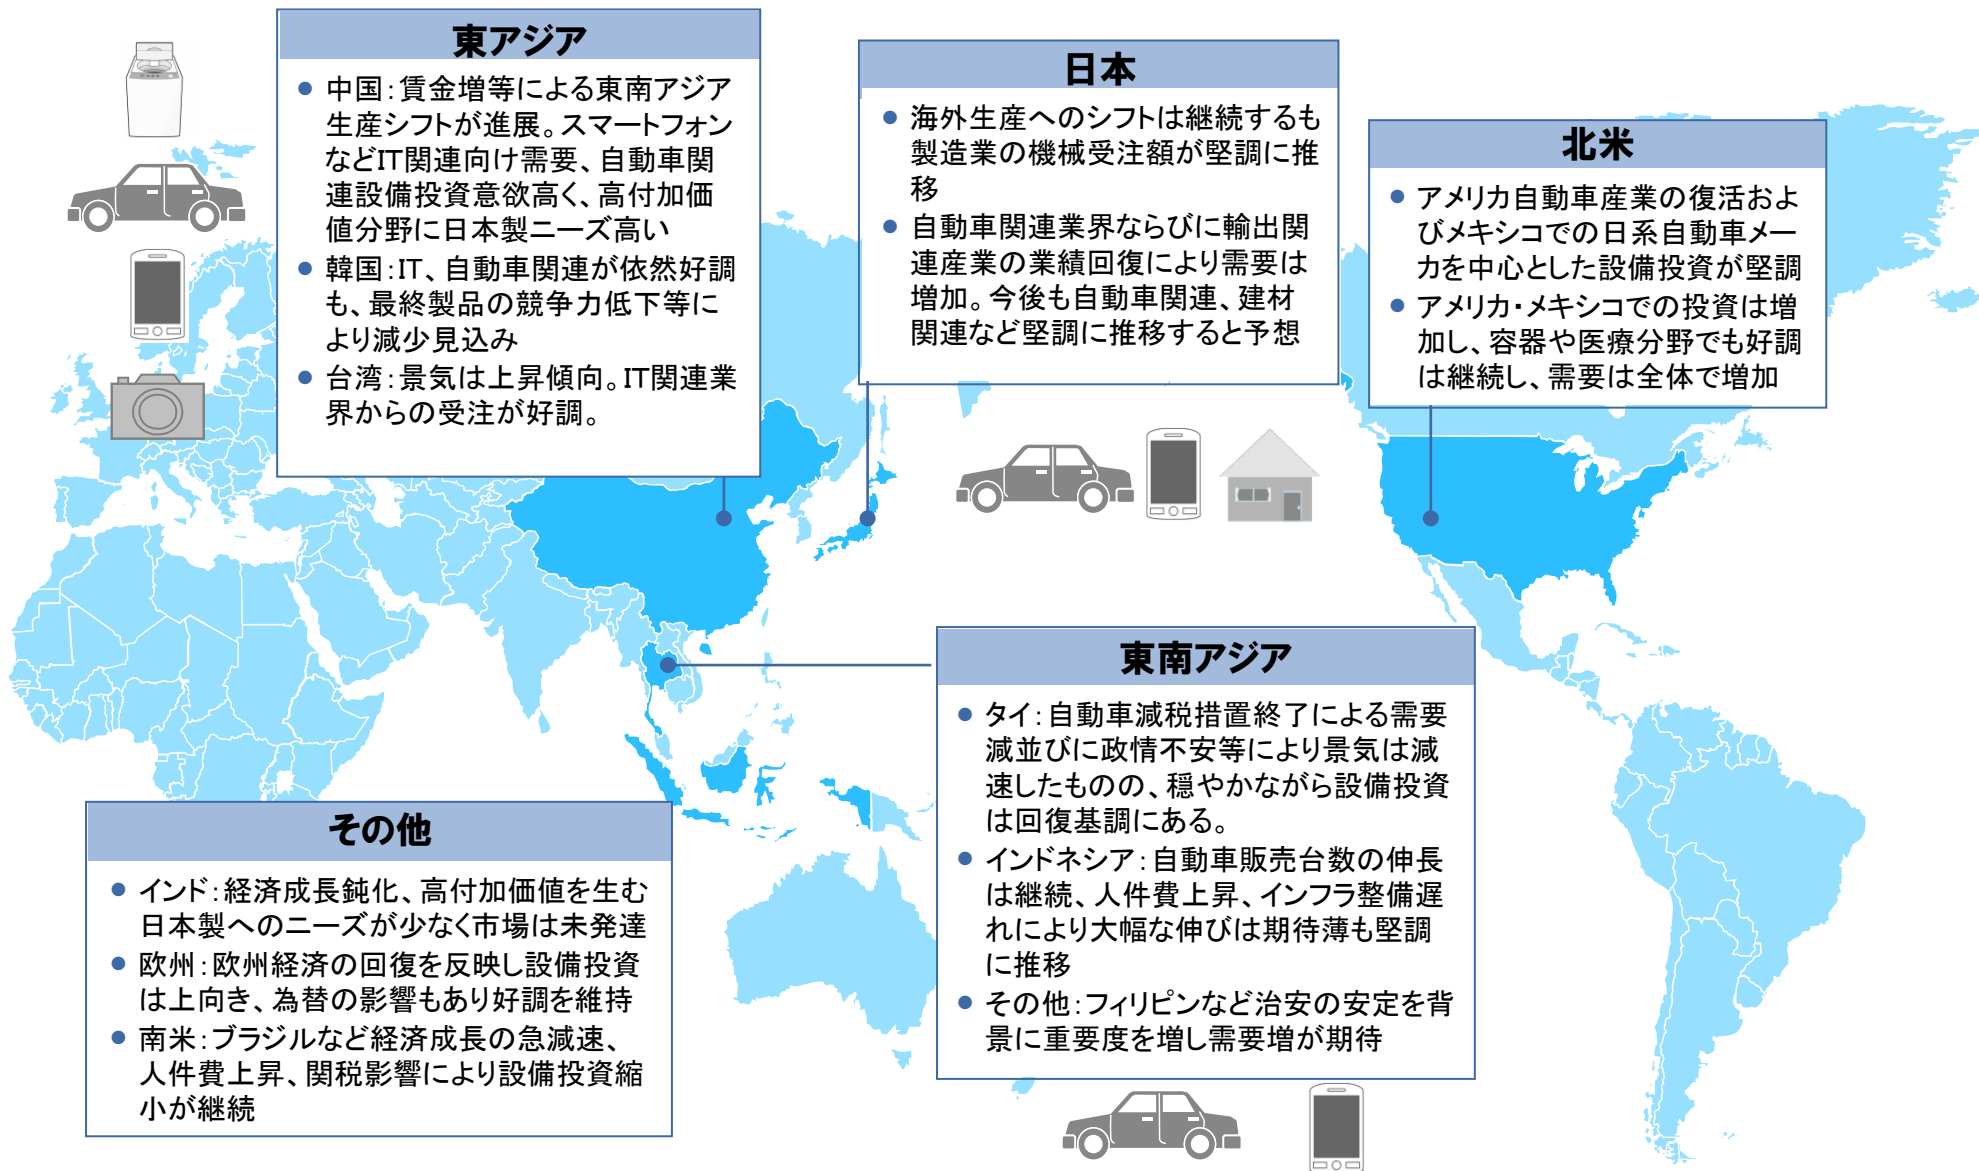 東アジア
中国：賃金増等による東南アジア
生産シフトが進展。スマートフォン
などIT関連向け需要、自動車関
連設備投資意欲高く、高付加価
値分野に日本製ニーズ高い
韓国：IT、自動車関連が依然好調
も、最終製品の競争力低下等に
より減少見込み
台湾：景気は上昇傾向。IT関連業
界からの受注が好調。
日本
海外生産へのシフトは継続するも
製造業の機械受注額が堅調に推
移
自動車関連業界ならびに輸出関
連産業の業績回復により需要は
増加。今後も自動車関連、建材
関連など堅調に推移すると予想
北米
アメリカ自動車産業の復活およ
びメキシコでの日系自動車メー
カを中心とした設備投資が堅調
アメリカ・メキシコでの投資は増
加し、容器や医療分野でも好調
は継続し、需要は全体で増加
東南アジア
タイ：自動車減税措置終了による需要
減並びに政情不安等により景気は減
速したものの、穏やかながら設備投資
は回復基調にある。
インドネシア：自動車販売台数の伸長
は継続、人件費上昇、インフラ整備遅
れにより大幅な伸びは期待薄も堅調
に推移
その他：フィリピンなど治安の安定を背
景に重要度を増し需要増が期待
その他
インド：経済成長鈍化、高付加価値を生む
日本製へのニーズが少なく市場は未発達
欧州：欧州経済の回復を反映し設備投資
は上向き、為替の影響もあり好調を維持
南米：ブラジルなど経済成長の急減速、
人件費上昇、関税影響により設備投資縮
小が継続